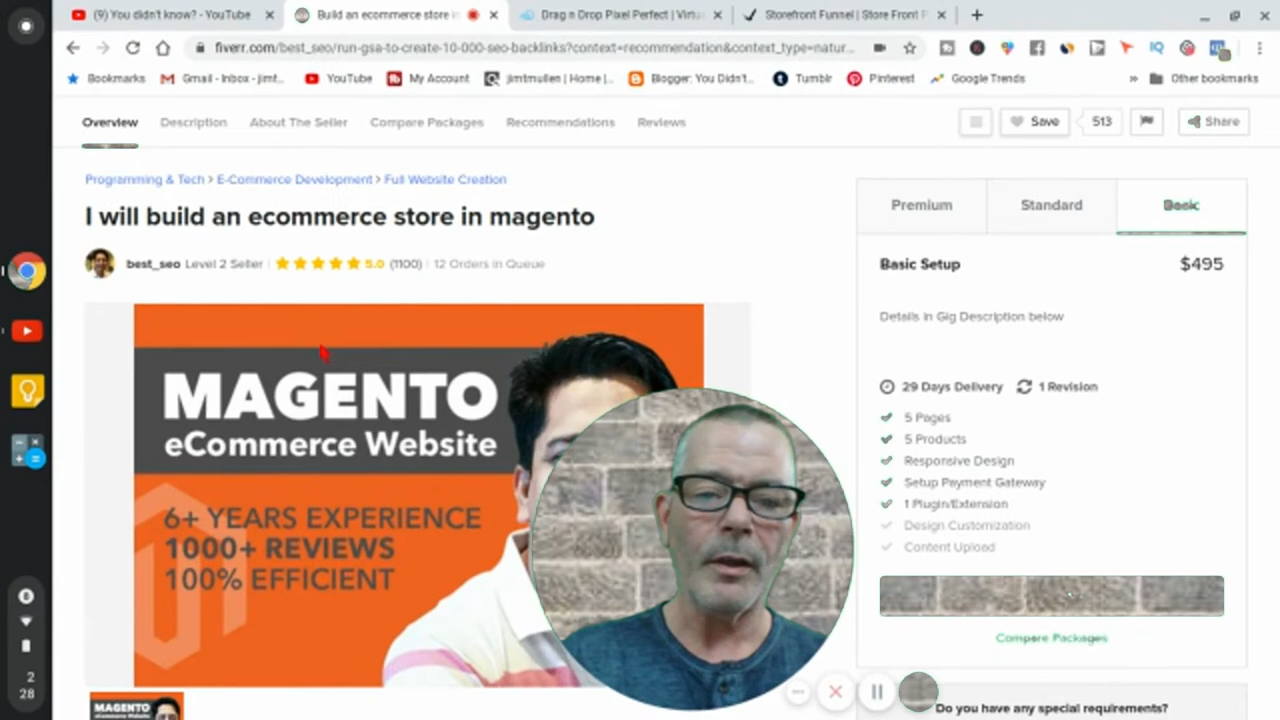 (9) You didn't know? - YouTube
Build an ecommerce store in
Drag n Drop Pixel Perfect | Virtu
Storefront Funnel | Store Front F
fiverr.com/best_seo/run-gsa-to-create-10-000-seo-backlinks?context=recommendation&context_type=natur...
Bookmarks
Gmail - Inbox - jimt...
YouTube
My Account
jimtmullen | Home |...
Blogger: You Didn't...
Tumblr
Pinterest
Google Trends
»
Other bookmarks
Overview
Description
About The Seller
Compare Packages
Recommendations
Reviews
Save
513
Share
Programming & Tech > E-Commerce Development > Full Website Creation
I will build an ecommerce store in magento
best_seo Level 2 Seller | 5.0 (1100) | 12 Orders in Queue
Premium
Standard
Basic
Basic Setup
$495
Details in Gig Description below
29 Days Delivery
1 Revision
5 Pages
5 Products
Responsive Design
Setup Payment Gateway
1 Plugin/Extension
Design Customization
Content Upload
Compare Packages
Do you have any special requirements?
MAGENTO
eCommerce Website
6+ YEARS EXPERIENCE
1000+ REVIEWS
100% EFFICIENT
MAGENTO
eCommerce Website
2
28